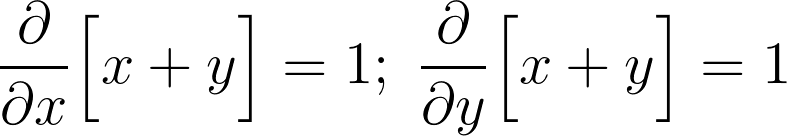 ∂/∂x [x + y] = 1; ∂/∂y [x + y] = 1